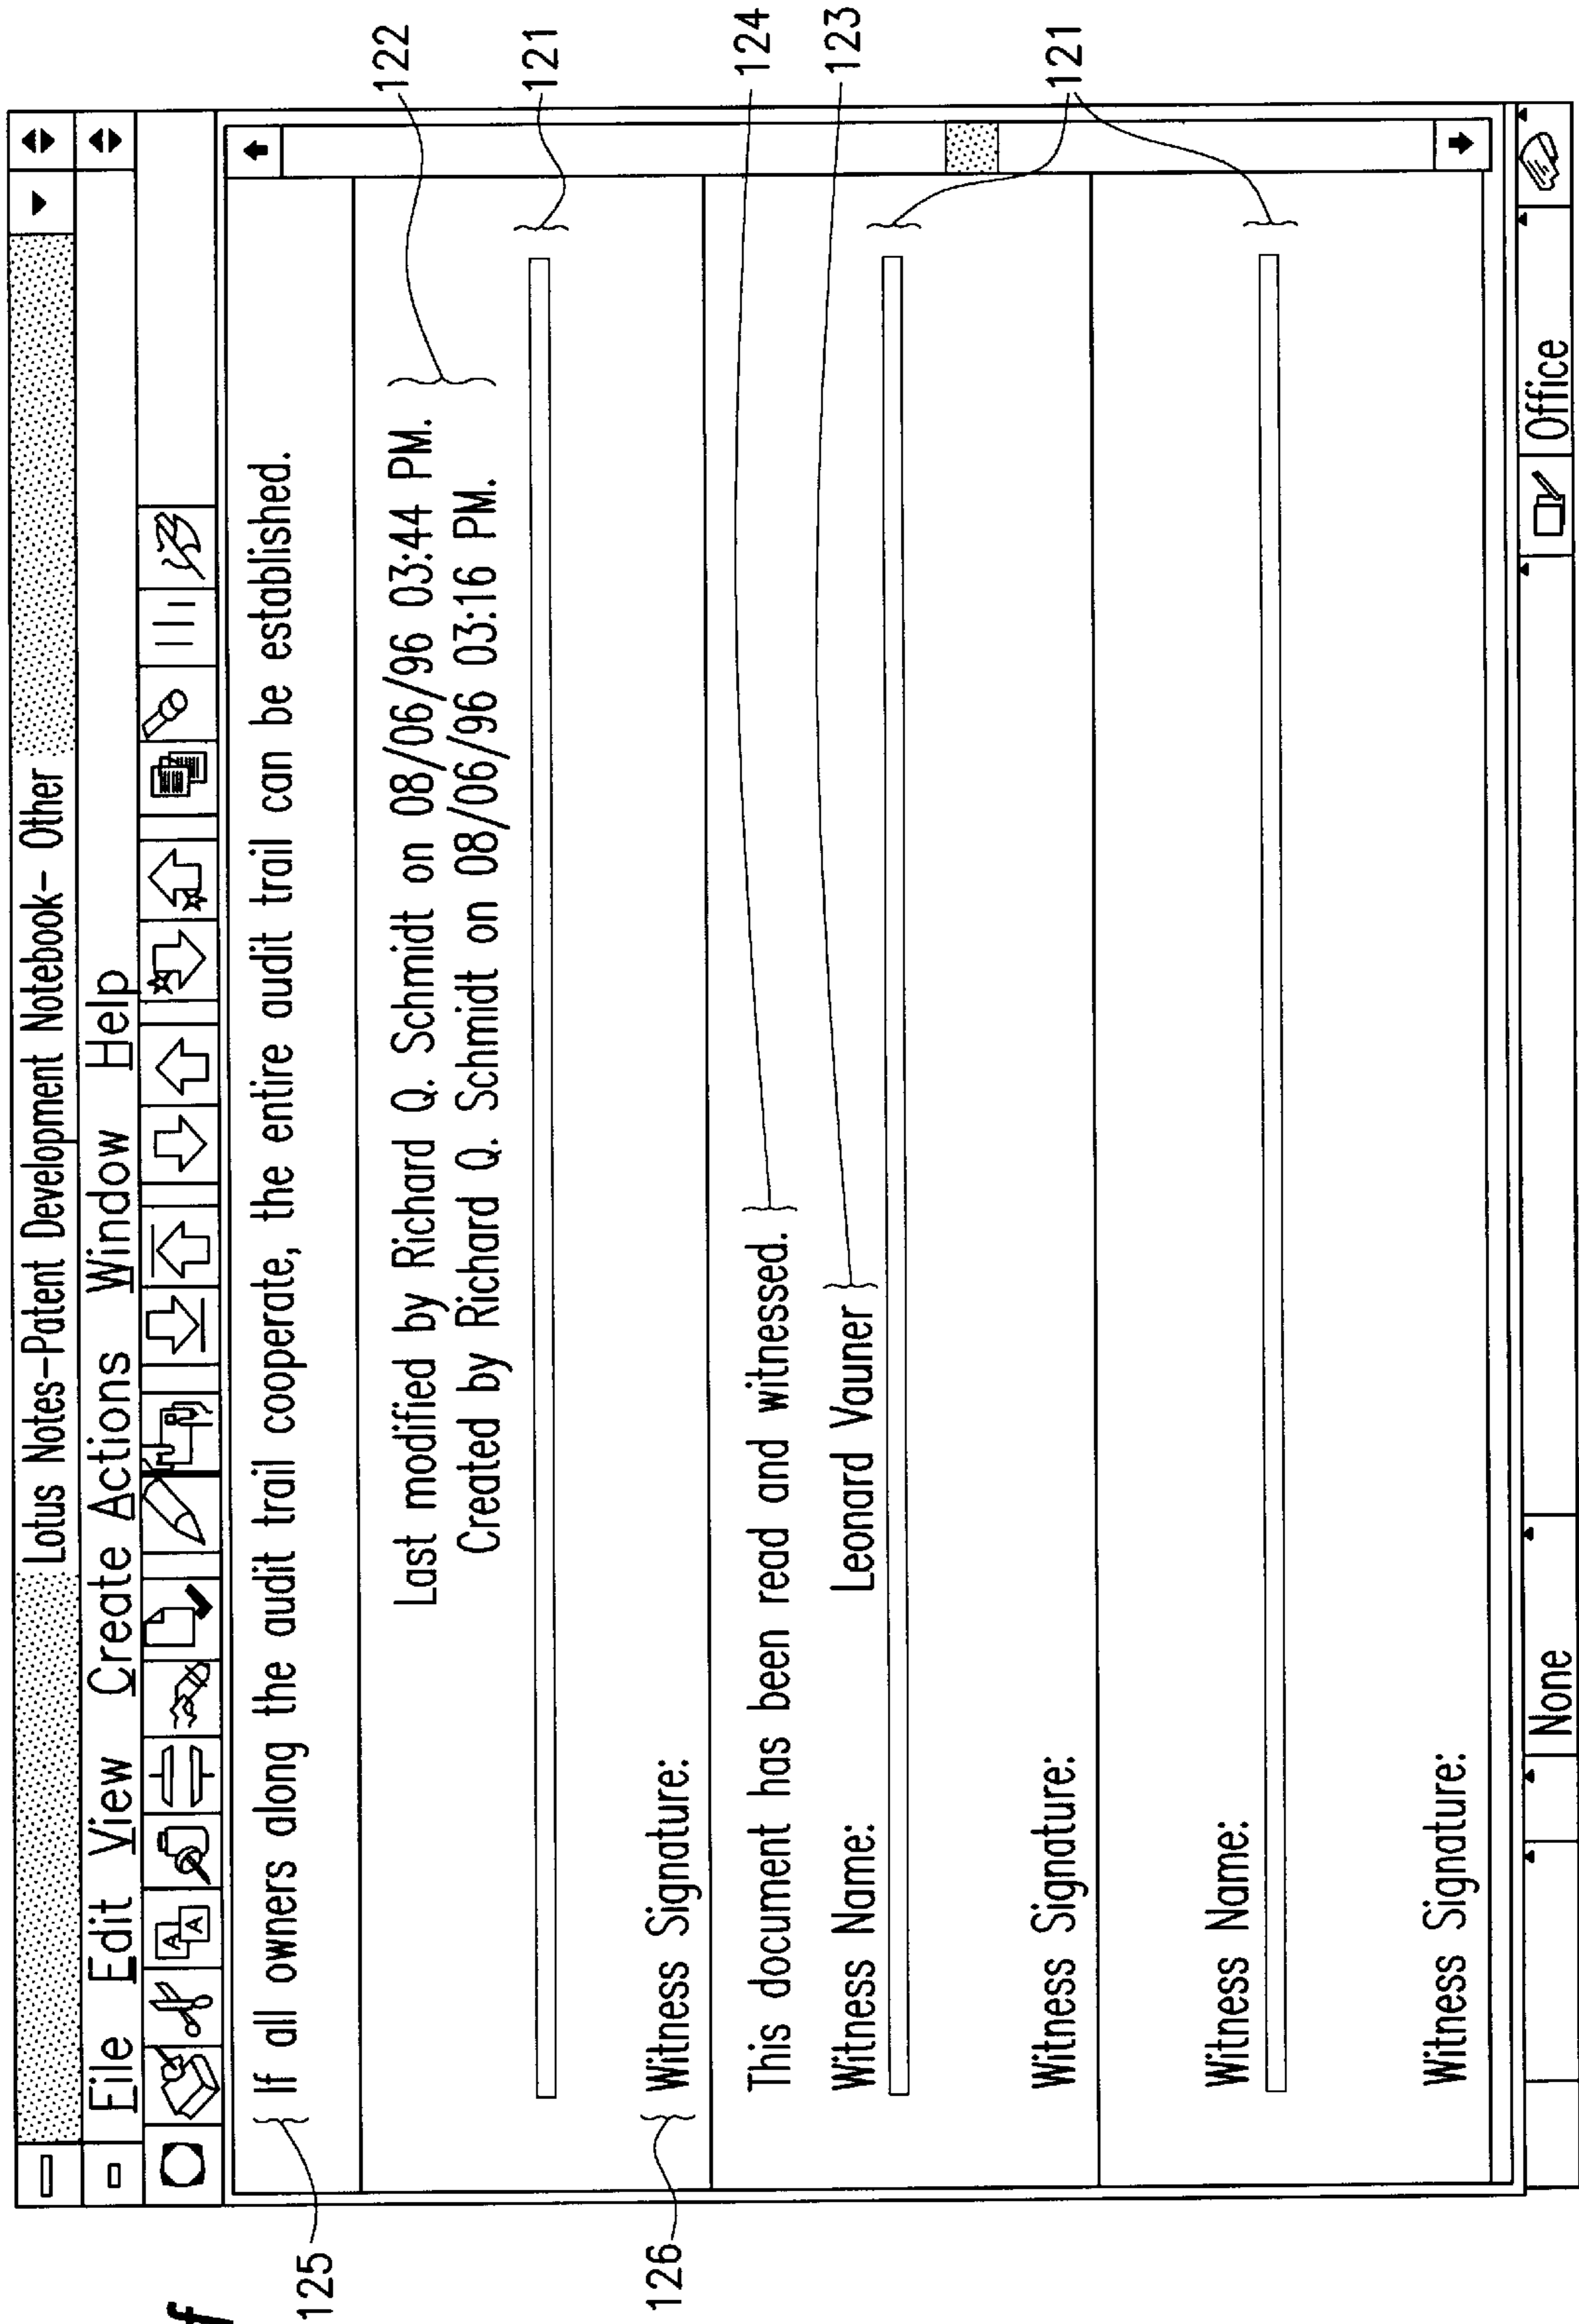 Lotus Notes-Patent Development Notebook- Other
File Edit View Create Actions Window Help
A A
125
If all owners along the audit trail cooperate, the entire audit trail can be established.
Last modified by Richard Q. Schmidt on 08/06/96 03:44 PM.
122
Created by Richard Q. Schmidt on 08/06/96 03:16 PM.
121
126
Witness Signature:
This document has been read and witnessed.
124
Witness Name: Leonard Vauner
123
121
Witness Signature:
Witness Name:
Witness Signature:
None
Office
f